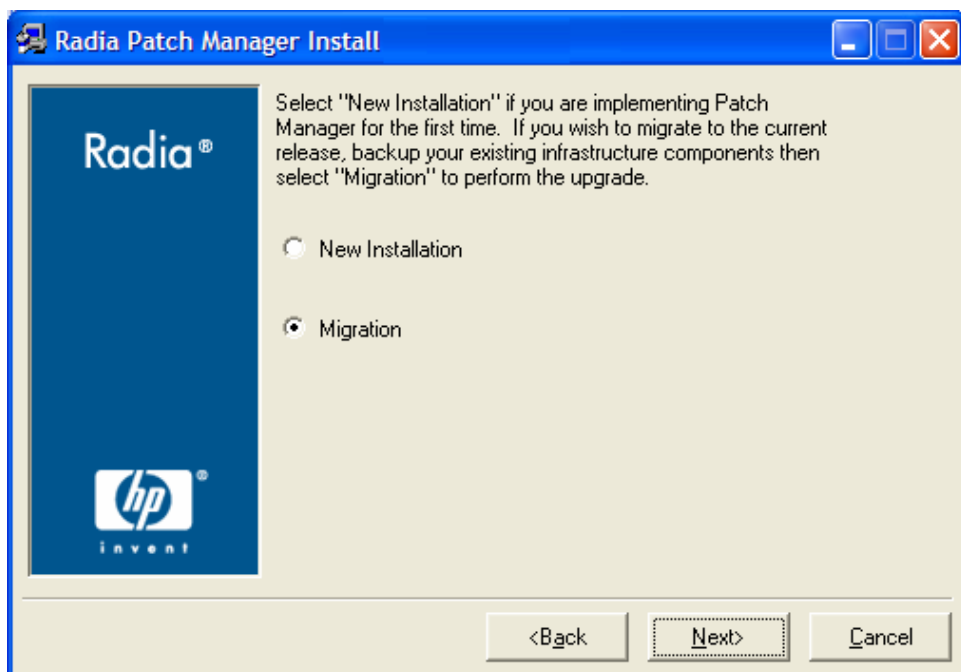 Radia Patch Manager Install
Radia®
Select "New Installation" if you are implementing Patch
Manager for the first time.  If you wish to migrate to the current
release, backup your existing infrastructure components then
select "Migration" to perform the upgrade.
New Installation
Migration
hp®
invent
<Back
Next>
Cancel